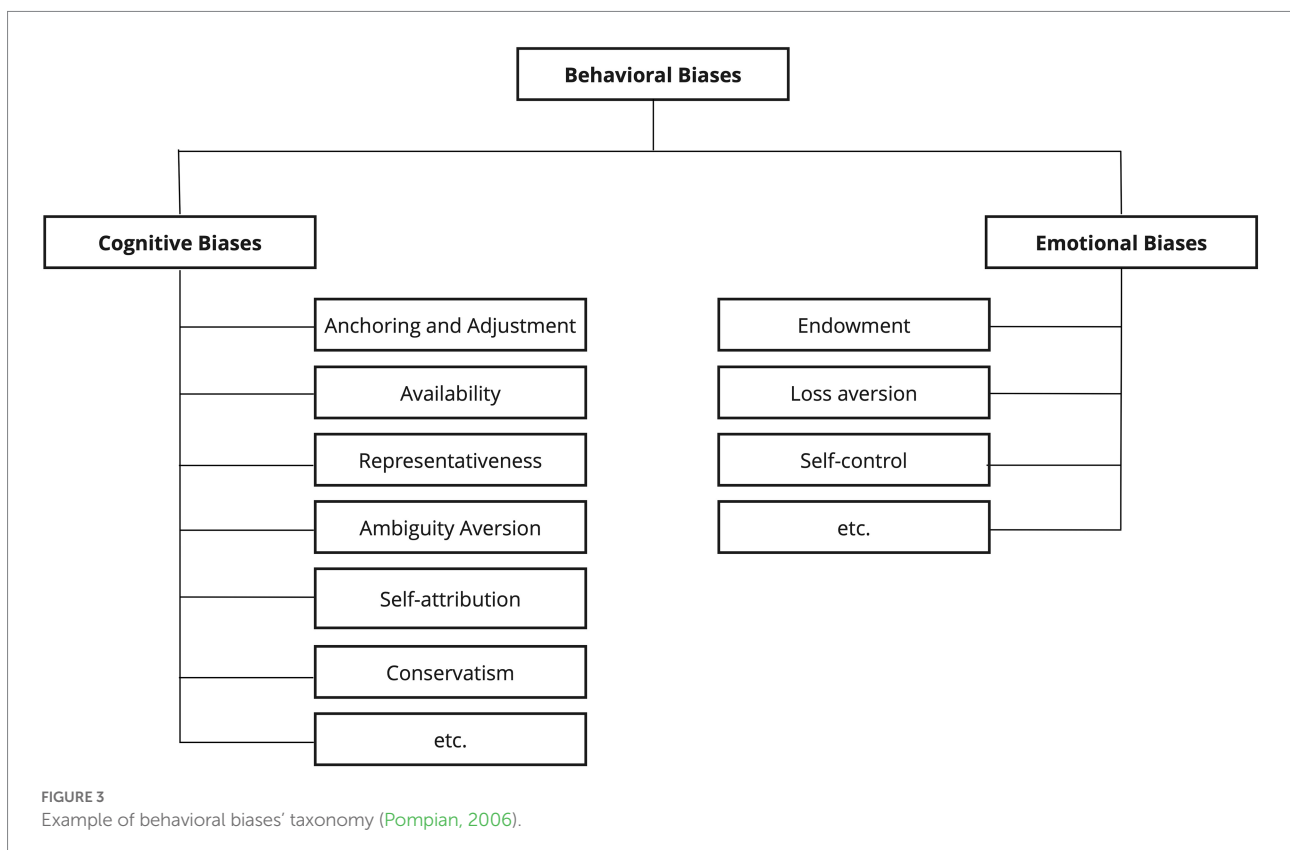 Behavioral Biases
Cognitive Biases
Anchoring and Adjustment
Availability
Representativeness
Ambiguity Aversion
Self-attribution
Conservatism
etc.
Emotional Biases
Endowment
Loss aversion
Self-control
etc.
FIGURE 3
Example of behavioral biases’ taxonomy (Pompian, 2006).